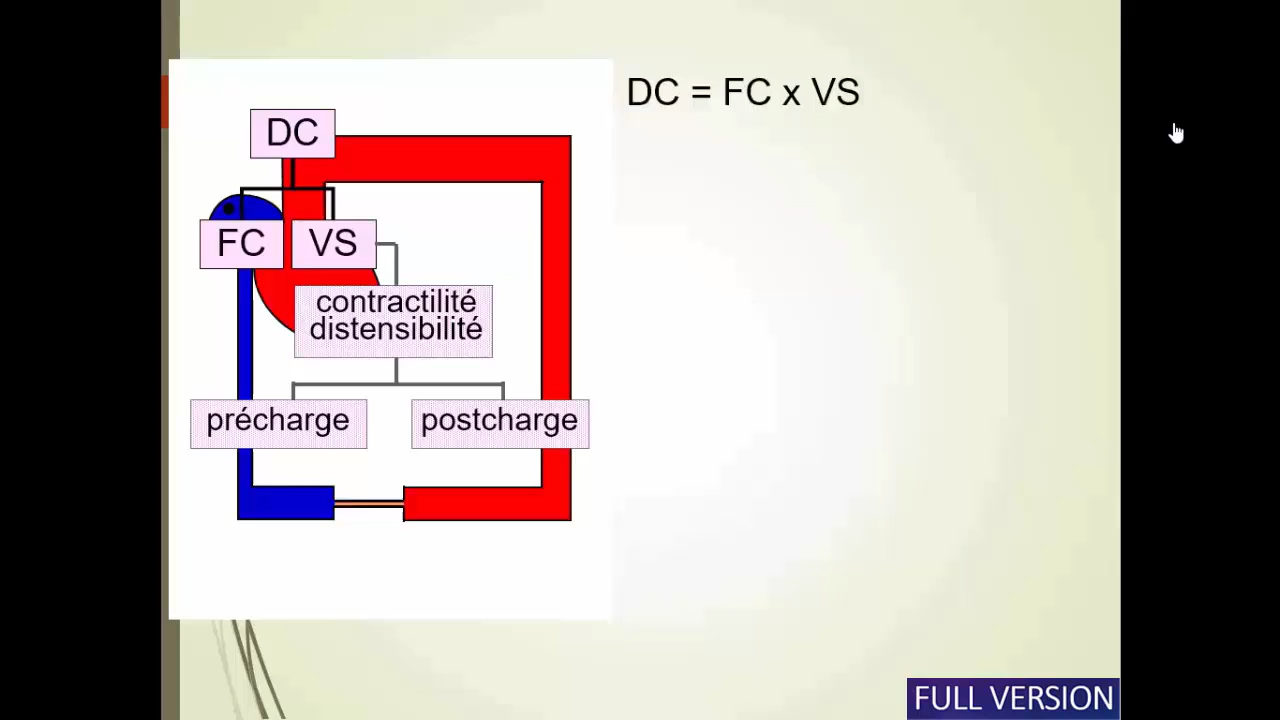 DC = FC x VS
DC
FC
VS
contractilité
distensibilité
précharge
postcharge
FULL VERSION